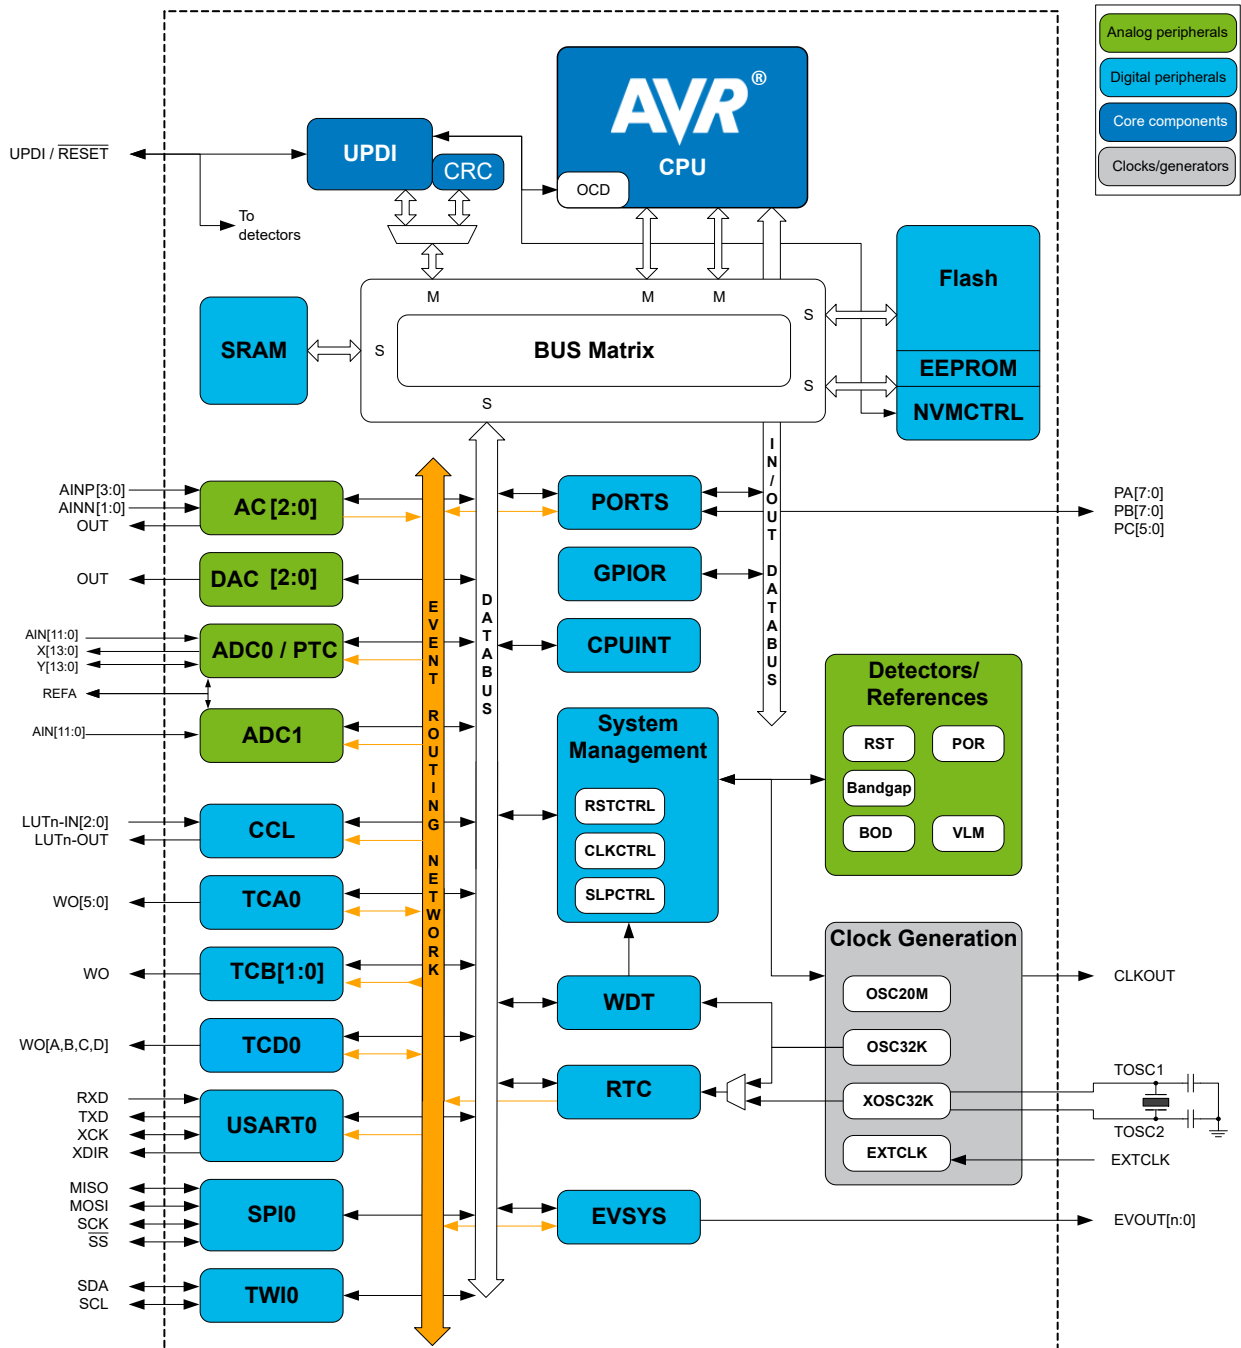 Analog peripherals
Digital peripherals
Core components
Clocks/generators
AVR®
CPU
OCD
UPDI / RESET
UPDI
CRC
To
detectors
M
M
M
Flash
SRAM
S
BUS Matrix
S
EEPROM
S
NVMCTRL
S
IN/OUT DATABUS
DATABUS
EVENT ROUTING NETWORK
AINP[3:0]
AINN[1:0]
OUT
AC [2:0]
PORTS
PA[7:0]
PB[7:0]
PC[5:0]
OUT
DAC [2:0]
GPIOR
AIN[11:0]
X[13:0]
Y[13:0]
ADC0 / PTC
CPUINT
REFA
AIN[11:0]
ADC1
System
Management
RSTCTRL
CLKCTRL
SLPCTRL
Detectors/
References
RST
POR
Bandgap
BOD
VLM
LUTn-IN[2:0]
LUTn-OUT
CCL
WO[5:0]
TCA0
WO
TCB[1:0]
WDT
Clock Generation
OSC20M
CLKOUT
WO[A,B,C,D]
TCD0
OSC32K
RTC
XOSC32K
TOSC1
TOSC2
EXTCLK
EXTCLK
RXD
TXD
XCK
XDIR
USART0
MISO
MOSI
SCK
SS
SPI0
EVSYS
EVOUT[n:0]
SDA
SCL
TWI0